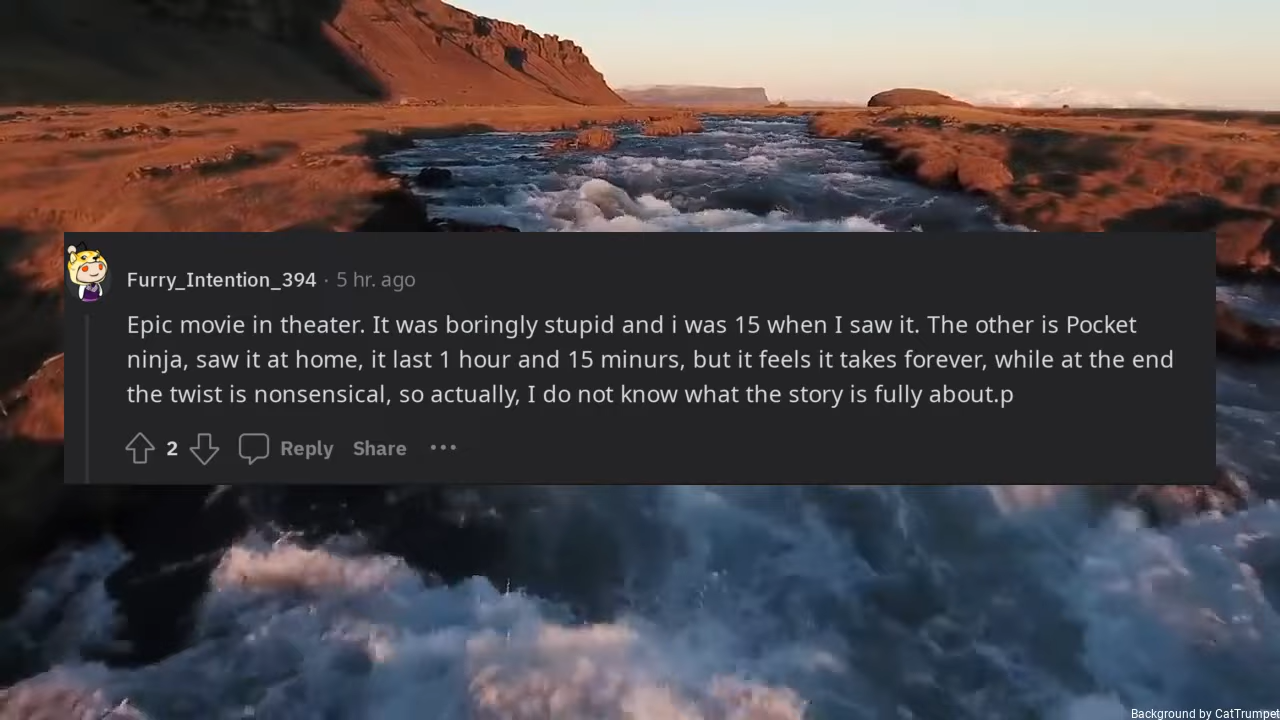 Furry_Intention_394 · 5 hr. ago
Epic movie in theater. It was boringly stupid and i was 15 when I saw it. The other is Pocket
ninja, saw it at home, it last 1 hour and 15 minurs, but it feels it takes forever, while at the end
the twist is nonsensical, so actually, I do not know what the story is fully about.p
2 Reply Share ···
Background by CatTrumpet